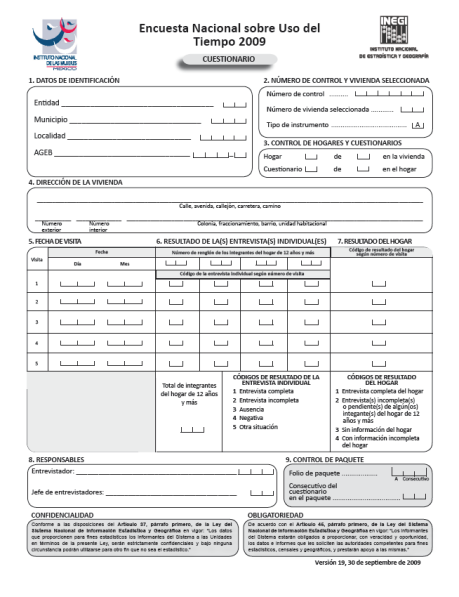 INSTITUTO NACIONAL
DE LAS MUJERES
MÉXICO
Encuesta Nacional sobre Uso del
Tiempo 2009
CUESTIONARIO
INEGI
INSTITUTO NACIONAL
DE ESTADÍSTICA Y GEOGRAFÍA
1. DATOS DE IDENTIFICACIÓN
Entidad
Municipio
Localidad
AGEB
2. NÚMERO DE CONTROL Y VIVIENDA SELECCIONADA
Número de control ..........
Número de vivienda seleccionada ............
Tipo de instrumento .................................. A
3. CONTROL DE HOGARES Y CUESTIONARIOS
Hogar de en la vivienda
Cuestionario de en el hogar
4. DIRECCIÓN DE LA VIVIENDA
Calle, avenida, callejón, carretera, camino
Número exterior
Número interior
Colonia, fraccionamiento, barrio, unidad habitacional
5. FECHA DE VISITA
Visita
Fecha
Día Mes
6. RESULTADO DE LA(S) ENTREVISTA(S) INDIVIDUAL(ES)
Número de renglón de los integrantes del hogar de 12 años y más
Código de la entrevista individual según número de visita
7. RESULTADO DEL HOGAR
Código de resultado del hogar
según número de visita
1
2
3
4
5
Total de integrantes
del hogar de 12 años
y más
CÓDIGOS DE RESULTADO DE LA
ENTREVISTA INDIVIDUAL
1 Entrevista completa
2 Entrevista incompleta
3 Ausencia
4 Negativa
5 Otra situación
CÓDIGOS DE RESULTADO
DEL HOGAR
1 Entrevista completa del hogar
2 Entrevista(s) incompleta(s)
o pendiente(s) de algún(os)
integante(s) del hogar de 12
años y más
3 Sin información del hogar
4 Con información incompleta
del hogar
8. RESPONSABLES
Entrevistador:
Jefe de entrevistadores:
9. CONTROL DE PAQUETE
Folio de paquete ..................
A Consecutivo
Consecutivo del
cuestionario
en el paquete ........................
CONFIDENCIALIDAD
Conforme a las disposiciones del Artículo 37, párrafo primero, de la Ley del
Sistema Nacional de Información Estadística y Geográfica en vigor: "Los datos
que proporcionen para fines estadísticos los Informantes del Sistema a las Unidades
en términos de la presente Ley, serán estrictamente confidenciales y bajo ninguna
circunstancia podrán utilizarse para otro fin que no sea el estadístico."
OBLIGATORIEDAD
De acuerdo con el Artículo 45, párrafo primero, de la Ley del Sistema
Nacional de Información Estadística y Geográfica en vigor: "Los Informantes
del Sistema estarán obligados a proporcionar, con veracidad y oportunidad,
los datos e informes que les soliciten las autoridades competentes para fines
estadísticos, censales y geográficos, y prestarán apoyo a las mismas."
Versión 19, 30 de septiembre de 2009